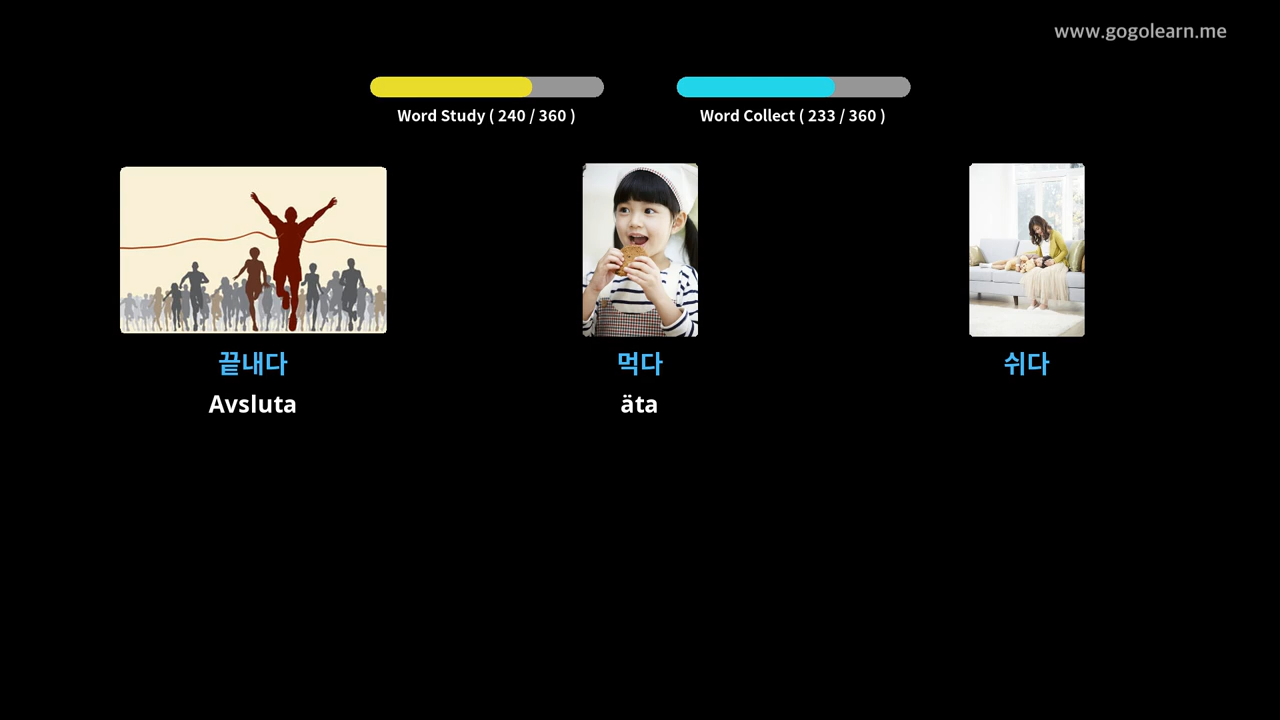 www.gogolearn.me
Word Study ( 240 / 360 )
Word Collect ( 233 / 360 )
끝내다
먹다
쉬다
Avsluta
äta